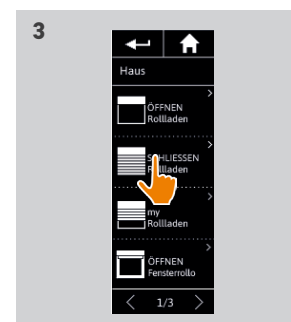 3
Haus
ÖFFNEN
Rollladen
SCHLIESSEN
Rollladen
my
Rollladen
ÖFFNEN
Fensterrollo
< 1/3 >